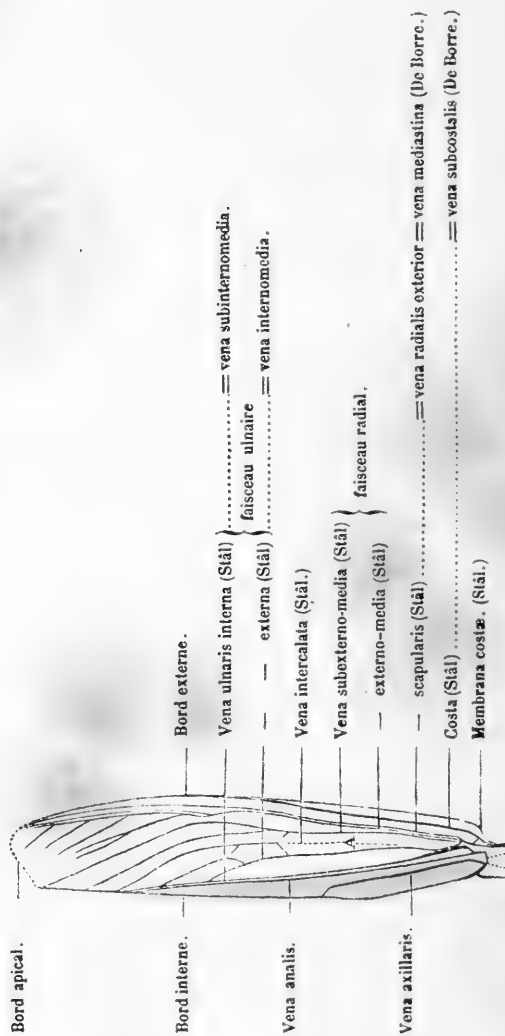 Bord apical.
Bord interne.
Vena analis.
Vena axillaris.
Bord externe.
Vena ulnaris interna (Stål) } .......... = vena subinternomedia.
} faisceau ulnaire
— — externa (Stål) } .......... = vena internomedia.
Vena intercalata (Stål.)
Vena subexterno-media (Stål) }
} faisceau radial.
— externo-media (Stål)
— scapularis (Stål) .......... = vena radialis exterior = vena mediastina (De Borre.)
Costa (Stål) .......... = vena subcostalis (De Borre.)
Membrana costæ. (Stål.)
A